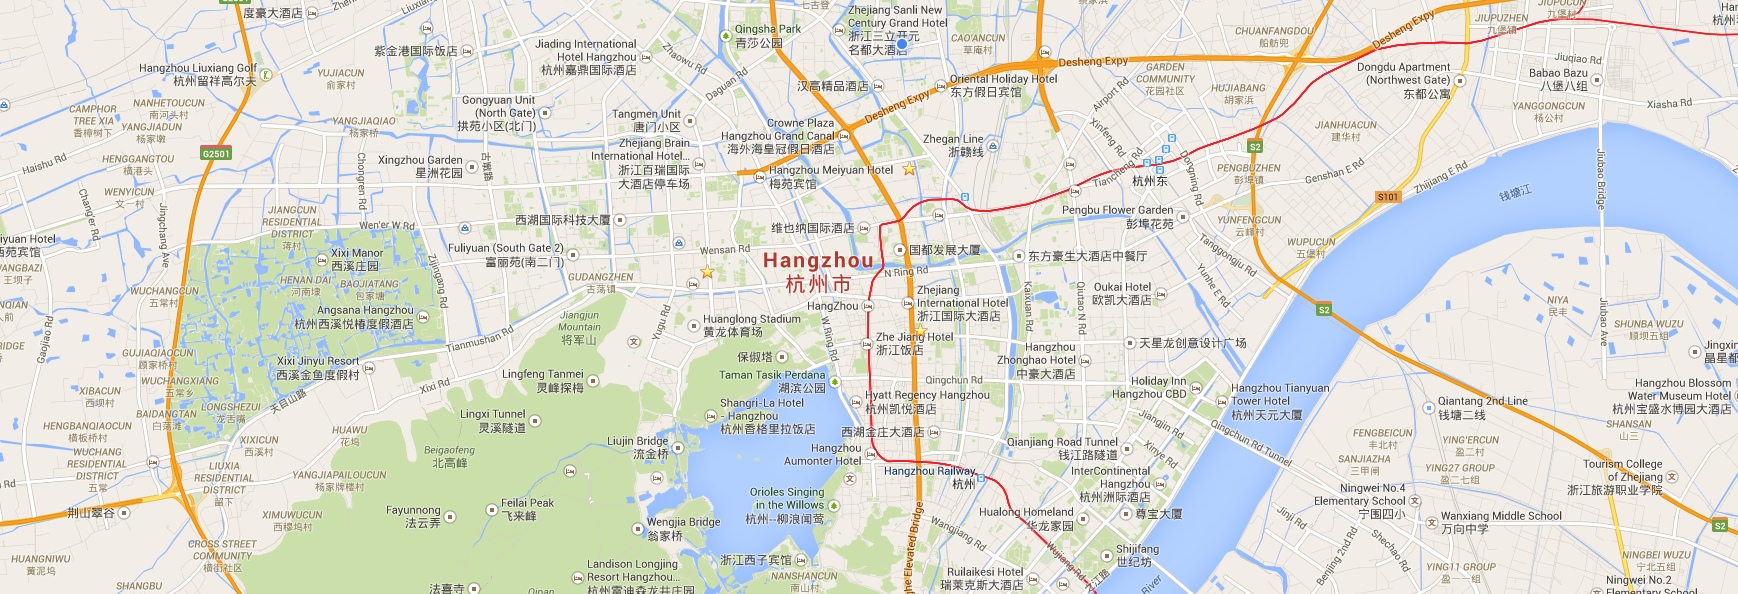 度豪大酒店
Zhejiang Sanli New
Century Grand Hotel
浙江三立开元
名都大酒店
七古登
Qingsha Park
青莎公园
紫金港国际饭店
Jiading International
Hotel Hangzhou
杭州嘉鼎国际酒店
Zhaowu Rd
CAO'ANCUN
草庵村
CHUANFANGDOU
船舫兜
JIUPUZHEN
九堡镇
JIUPUCUN
九堡村
Desheng Expy
Desheng Expy
Desheng Expy
Hangzhou Liuxiang Golf
杭州留祥高尔夫
YUJIACUN
俞家村
Daguan Rd
汉高精品酒店
Oriental Holiday Hotel
东方假日宾馆
GARDEN
COMMUNITY
花园社区
Airport Rd
HUJIABANG
胡家浜
Dongdu Apartment
(Northwest Gate)
东都公寓
Jiuqiao Rd
Babao Bazu
八堡八组
Xiasha Rd
CAMPHOR
TREE XIA
香樟树下
NANHETOUCUN
南河头村
YANGJIADUN
杨家墩
YANGJIAQIAO
杨家桥
Gongyuan Unit
(North Gate)
拱苑小区(北门)
Tangmen Unit
唐门小区
Crowne Plaza
Hangzhou Grand Canal
海外海皇冠假日酒店
Zhegan Line
浙赣线
Xinfeng Rd
JIANHUACUN
建华村
YANGGONGCUN
杨公村
Haishu Rd
HENGGANGTOU
横港头
G2501
Xingzhou Garden
星洲花园
古墩路
Zhejiang Brain
International Hotel...
浙江百瑞国际
大酒店停车场
Hangzhou Meiyuan Hotel
梅苑宾馆
Tiancheng Rd
杭州东
Dongning Rd
S2
PENGBUZHEN
彭埠镇
Genshan E Rd
S101
Zhijiang E Rd
钱塘江
Jiubao Bridge
WENYICUN
文一村
Chang'er Rd
Chongren Rd
Jingchang Ave
JIANGCUN
RESIDENTIAL
DISTRICT
蒋村
Wen'er W Rd
西湖国际科技大厦
维也纳国际酒店
Pengbu Flower Garden
彭埠花苑
YUNFENGCUN
云峰村
Tangongju Rd
WUPUCUN
五堡村
Xixi Manor
西溪庄园
Fuliyuan (South Gate 2)
富丽苑(南二门)
Wensan Rd
Hangzhou
杭州市
国都发展大厦
N Ring Rd
东方豪生大酒店中餐厅
Yunhe E Rd
HENAN DAI
河南埭
BAOJIATANG
包家塘
WUCHANGCUN
五常村
Zijingang Rd
GUDANGZHEN
古荡镇
HangZhou
Zhejiang
International Hotel
浙江国际大酒店
Kaixuan Rd
Qiutao N Rd
Oukai Hotel
欧凯大酒店
S2
NIYA
民丰
Jiubao Ave
Angsana Hangzhou
杭州西溪悦椿度假酒店
Jiangjun
Mountain
将军山
Yugu Rd
Huanglong Stadium
黄龙体育场
W Ring Rd
Zhe Jiang Hotel
浙江饭店
天星龙创意设计广场
SHUNBA WUZU
顺坝五组
Gaojiao Rd
GUJIAQIAOCUN
顾家桥村
Tianmushan Rd
Xixi Jinyu Resort
西溪金鱼度假村
保俶塔
Hangzhou
Zhonghao Hotel
中豪大酒店
XIBACUN
西坝村
WUCHANGXIANG
五常乡
Xixi Rd
天目山路
Lingfeng Tanmei
灵峰探梅
Taman Tasik Perdana
湖滨公园
Qingchun Rd
Holiday Inn
Hangzhou CBD
Hangzhou Tianyuan
Tower Hotel
杭州天元大厦
Hangzhou Blossom
Water Museum Hotel
杭州宝盛水博园大酒店
LONGSHEZUI
龙舌嘴
BAIDANGTAN
白荡滩
Lingxi Tunnel
灵溪隧道
Shangri-La Hotel
- Hangzhou
杭州香格里拉饭店
Hyatt Regency Hangzhou
杭州凯悦酒店
Qiantang 2nd Line
钱塘二线
SHANSAN
山三
HENGBANQIAOCUN
横板桥村
HUAWU
花坞
XIXICUN
西溪村
Liujin Bridge
流金桥
西湖金庄大酒店
Jiangjin Rd
Qingchun Rd Tunnel
FENGBEICUN
丰北村
YING'ERCUN
盈二村
WUCHANG
RESIDENTIAL
DISTRICT
五常
Beigaofeng
北高峰
Hangzhou
Aumonter Hotel
Qianjiang Road Tunnel
钱江路隧道
Xinye Rd
SANJIAZHA
三甲闸
YING27 GROUP
盈二七组
Tourism College
of Zhejiang
浙江旅游职业学院
LIUXIA
RESIDENTIAL
DISTRICT
留下
YANGJIAPAILOUCUN
杨家牌楼村
Hangzhou Railway
杭州
InterContinental
Hangzhou
杭州洲际酒店
Ningwei No.4
Elementary School
宁围四小
荆山翠谷
XIMUWUCUN
西穆坞村
Fayunnong
法云弄
Feilai Peak
飞来峰
Orioles Singing
in the Willows
杭州--柳浪闻莺
Hualong Homeland
华龙家园
尊宝大厦
Wanxiang Middle School
万向中学
S2
Wengjia Bridge
翁家桥
Wangjiang Rd
Jinji Rd
Shechao Rd
CROSS STREET
COMMUNITY
横街社区
HUANGNIWU
黄泥坞
浙江西子宾馆
Wujiang Rd
Shijifang
世纪坊
Benjing 2nd Rd
NINGBEI WUZU
宁北五组
YING11 GROUP
盈一一组
Landison Longjing
Resort Hangzhou...
杭州雷迪森龙井庄园
NANSHANCUN
南山村
Ruilaikesi Hotel
瑞莱克斯大酒店
River
SHANGBU
法喜寺
Ningwei No.2
Elementary School